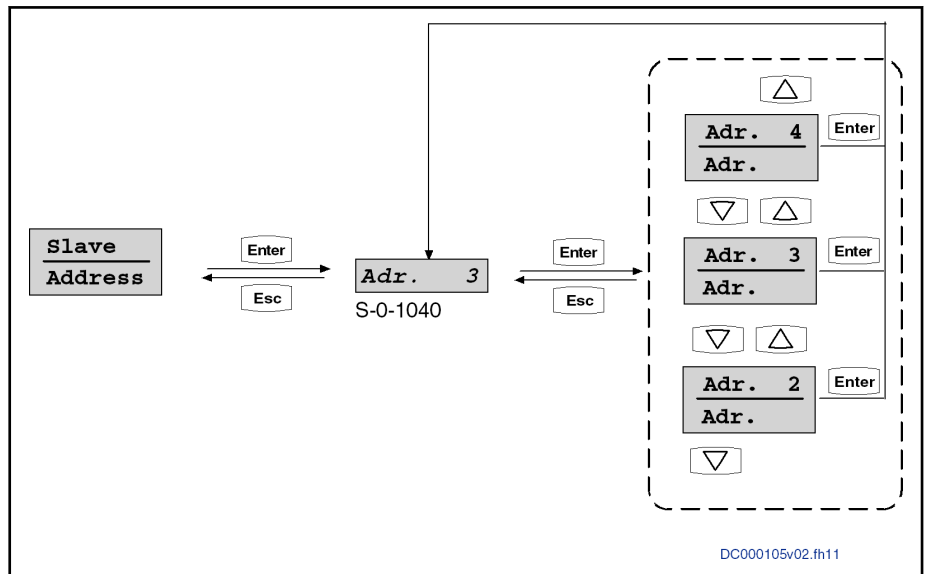 Slave
Address
Enter
Esc
Adr. 3
S-0-1040
Enter
Esc
Adr. 4
Adr.
Enter
Adr. 3
Adr.
Enter
Adr. 2
Adr.
Enter
DC000105v02.fh11